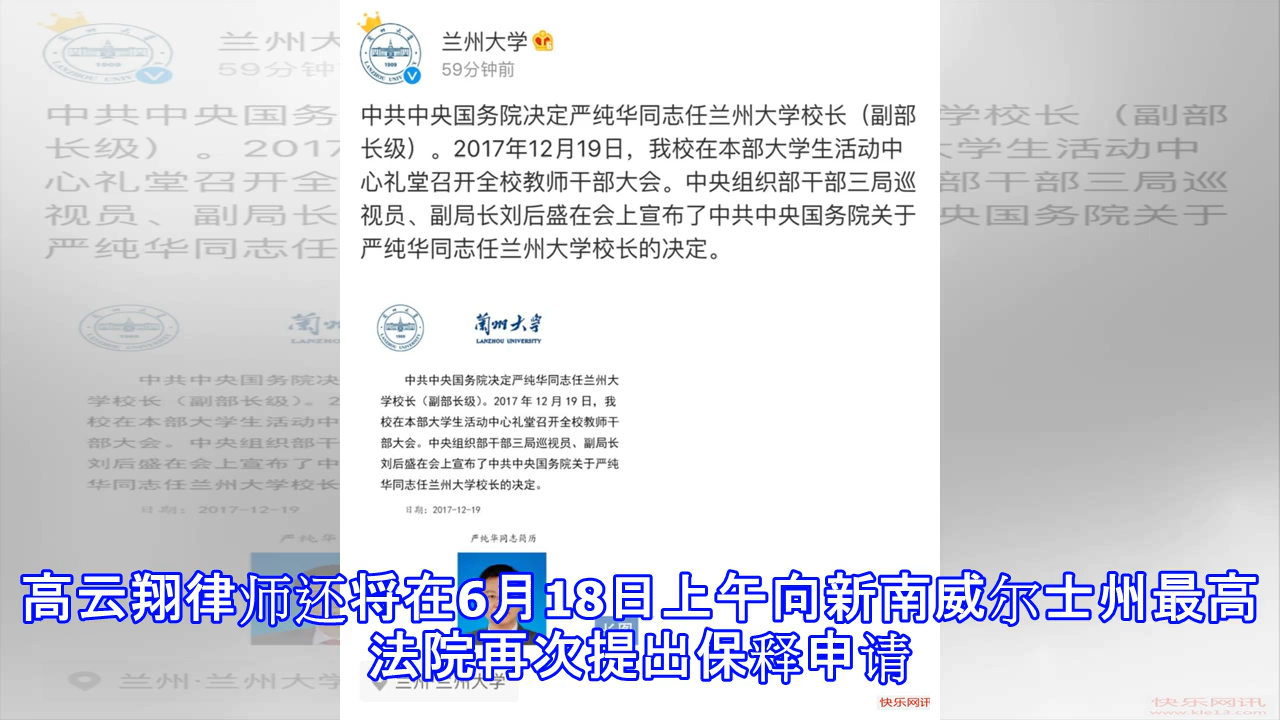 兰州大学
59分钟前
中共中央国务院决定严纯华同志任兰州大学校长（副部
长级）。2017年12月19日，我校在本部大学生活动中
心礼堂召开全校教师干部大会。中央组织部干部三局巡
视员、副局长刘后盛在会上宣布了中共中央国务院关于
严纯华同志任兰州大学校长的决定。
兰州大学
LANZHOU UNIVERSITY
中共中央国务院决定严纯华同志任兰州大
学校长（副部长级）。2017 年 12 月 19 日，我
校在本部大学生活动中心礼堂召开全校教师干
部大会。中央组织部干部三局巡视员、副局长
刘后盛在会上宣布了中共中央国务院关于严纯
华同志任兰州大学校长的决定。
日期：2017-12-19
严纯华同志简历
长图
高云翔律师还将在6月18日上午向新南威尔士州最高
法院再次提出保释申请
兰州·兰州大学
快乐网讯
快乐网讯
www.kle13.com